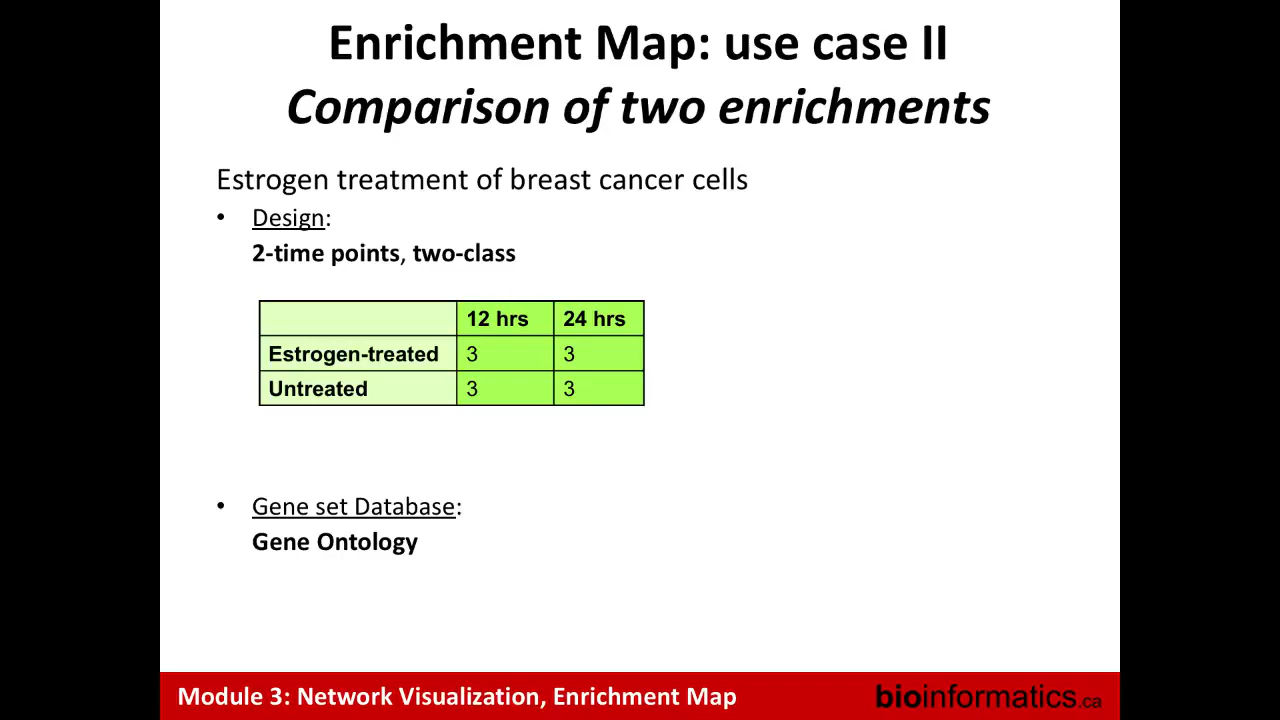 Enrichment Map: use case II
Comparison of two enrichments
Estrogen treatment of breast cancer cells
• Design:
2-time points, two-class
12 hrs 24 hrs
Estrogen-treated 3 3
Untreated 3 3
• Gene set Database:
Gene Ontology
Module 3: Network Visualization, Enrichment Map bioinformatics.ca